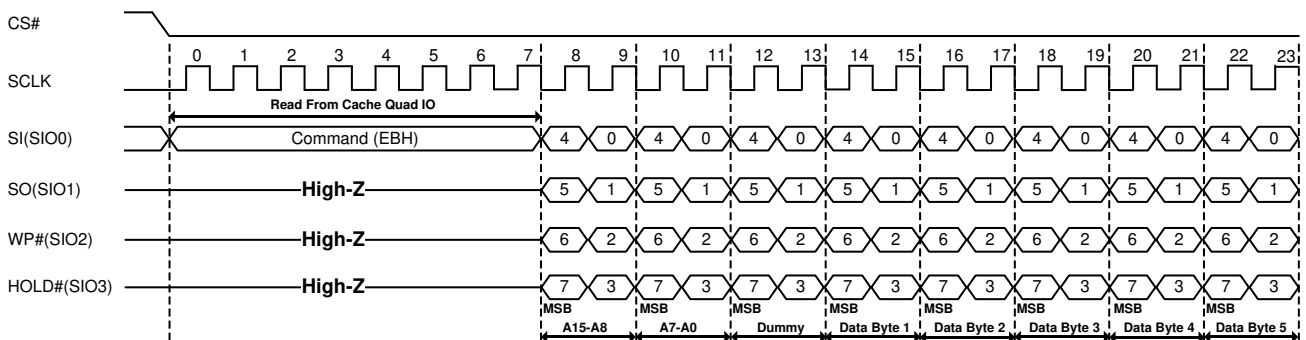 CS#
0 1 2 3 4 5 6 7 8 9 10 11 12 13 14 15 16 17 18 19 20 21 22 23
SCLK
Read From Cache Quad IO
SI(SIO0) Command (EBH) 4 0 4 0 4 0 4 0 4 0 4 0 4 0 4 0
SO(SIO1) High-Z 5 1 5 1 5 1 5 1 5 1 5 1 5 1 5 1
WP#(SIO2) High-Z 6 2 6 2 6 2 6 2 6 2 6 2 6 2 6 2
HOLD#(SIO3) High-Z 7 3 7 3 7 3 7 3 7 3 7 3 7 3 7 3
MSB MSB MSB MSB MSB MSB MSB MSB
A15-A8 A7-A0 Dummy Data Byte 1 Data Byte 2 Data Byte 3 Data Byte 4 Data Byte 5